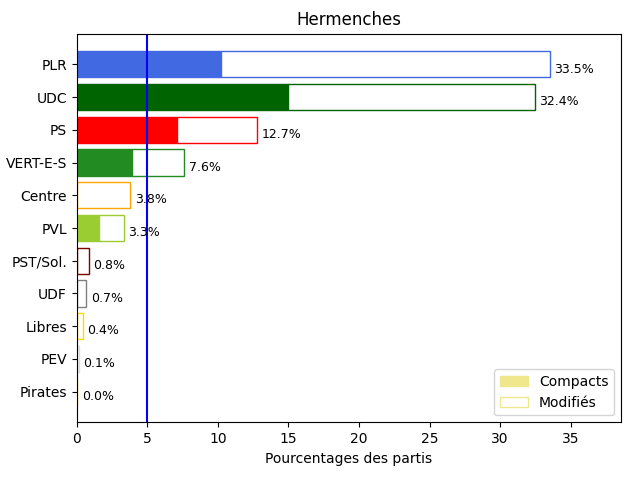 Hermenches
PLR 33.5%
UDC 32.4%
PS 12.7%
VERT-E-S 7.6%
Centre 3.8%
PVL 3.3%
PST/Sol. 0.8%
UDF 0.7%
Libres 0.4%
PEV 0.1%
Pirates 0.0%
Compacts
Modifiés
0 5 10 15 20 25 30 35
Pourcentages des partis